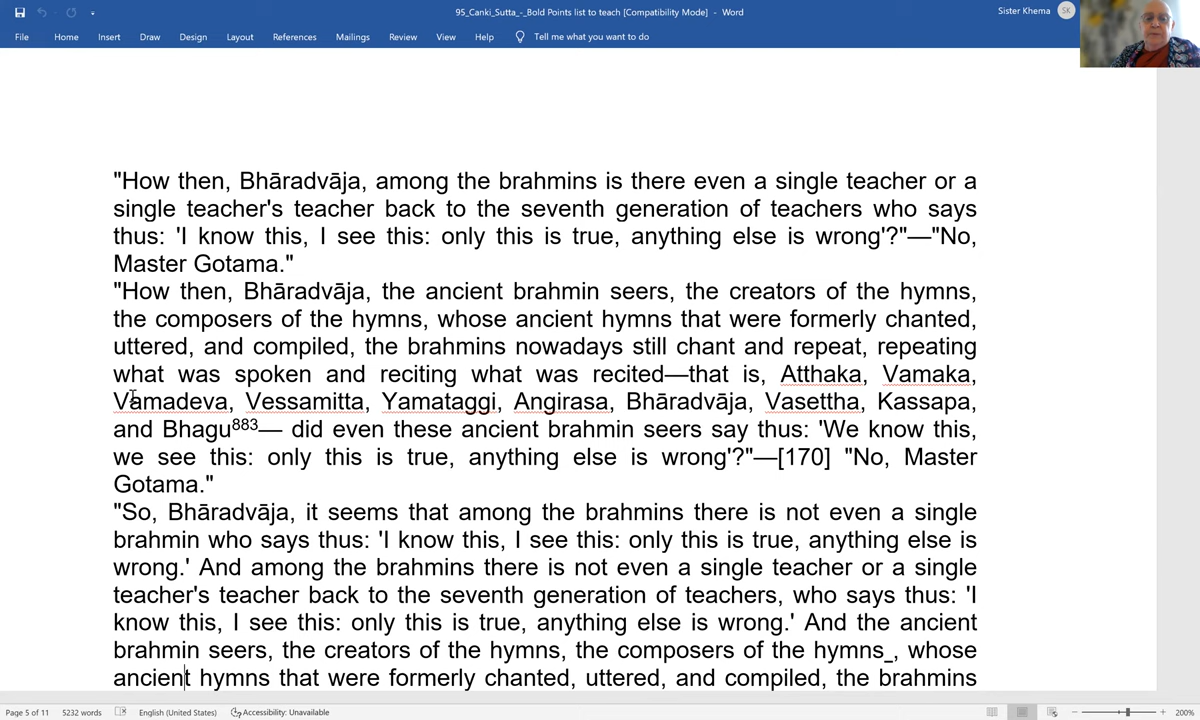 95_Canki_Sutta_-_Bold Points list to teach [Compatibility Mode] - Word
Sister Khema
SK
File Home Insert Draw Design Layout References Mailings Review View Help Tell me what you want to do
"How then, Bhāradvāja, among the brahmins is there even a single teacher or a
single teacher's teacher back to the seventh generation of teachers who says
thus: 'I know this, I see this: only this is true, anything else is wrong'?"—"No,
Master Gotama."
"How then, Bhāradvāja, the ancient brahmin seers, the creators of the hymns,
the composers of the hymns, whose ancient hymns that were formerly chanted,
uttered, and compiled, the brahmins nowadays still chant and repeat, repeating
what was spoken and reciting what was recited—that is, Atthaka, Vamaka,
Vamadeva, Vessamitta, Yamataggi, Angirasa, Bhāradvāja, Vasettha, Kassapa,
and Bhagu883— did even these ancient brahmin seers say thus: 'We know this,
we see this: only this is true, anything else is wrong'?"—[170] "No, Master
Gotama."
"So, Bhāradvāja, it seems that among the brahmins there is not even a single
brahmin who says thus: 'I know this, I see this: only this is true, anything else is
wrong.' And among the brahmins there is not even a single teacher or a single
teacher's teacher back to the seventh generation of teachers, who says thus: 'I
know this, I see this: only this is true, anything else is wrong.' And the ancient
brahmin seers, the creators of the hymns, the composers of the hymns_, whose
ancient hymns that were formerly chanted, uttered, and compiled, the brahmins
Page 5 of 11 5232 words English (United States) Accessibility: Unavailable 200%